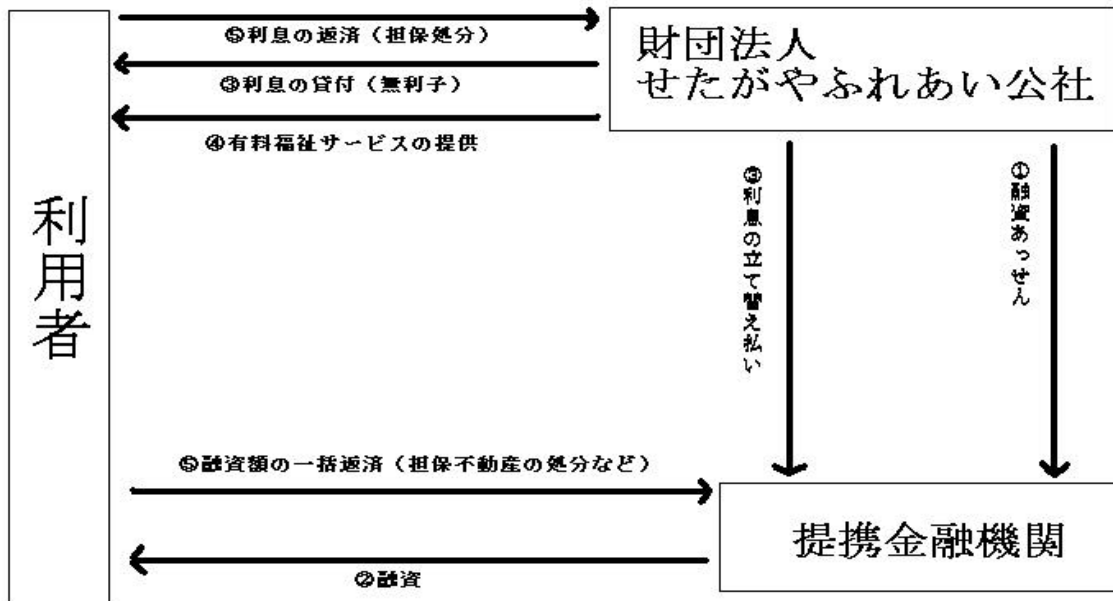 ⑤利息の返済（担保処分）
③利息の貸付（無利子）
④有料福祉サービスの提供
財団法人
せたがやふれあい公社
利用者
③利息の立て替え払い
①融資あっせん
⑤融資額の一括返済（担保不動産の処分など）
②融資
提携金融機関